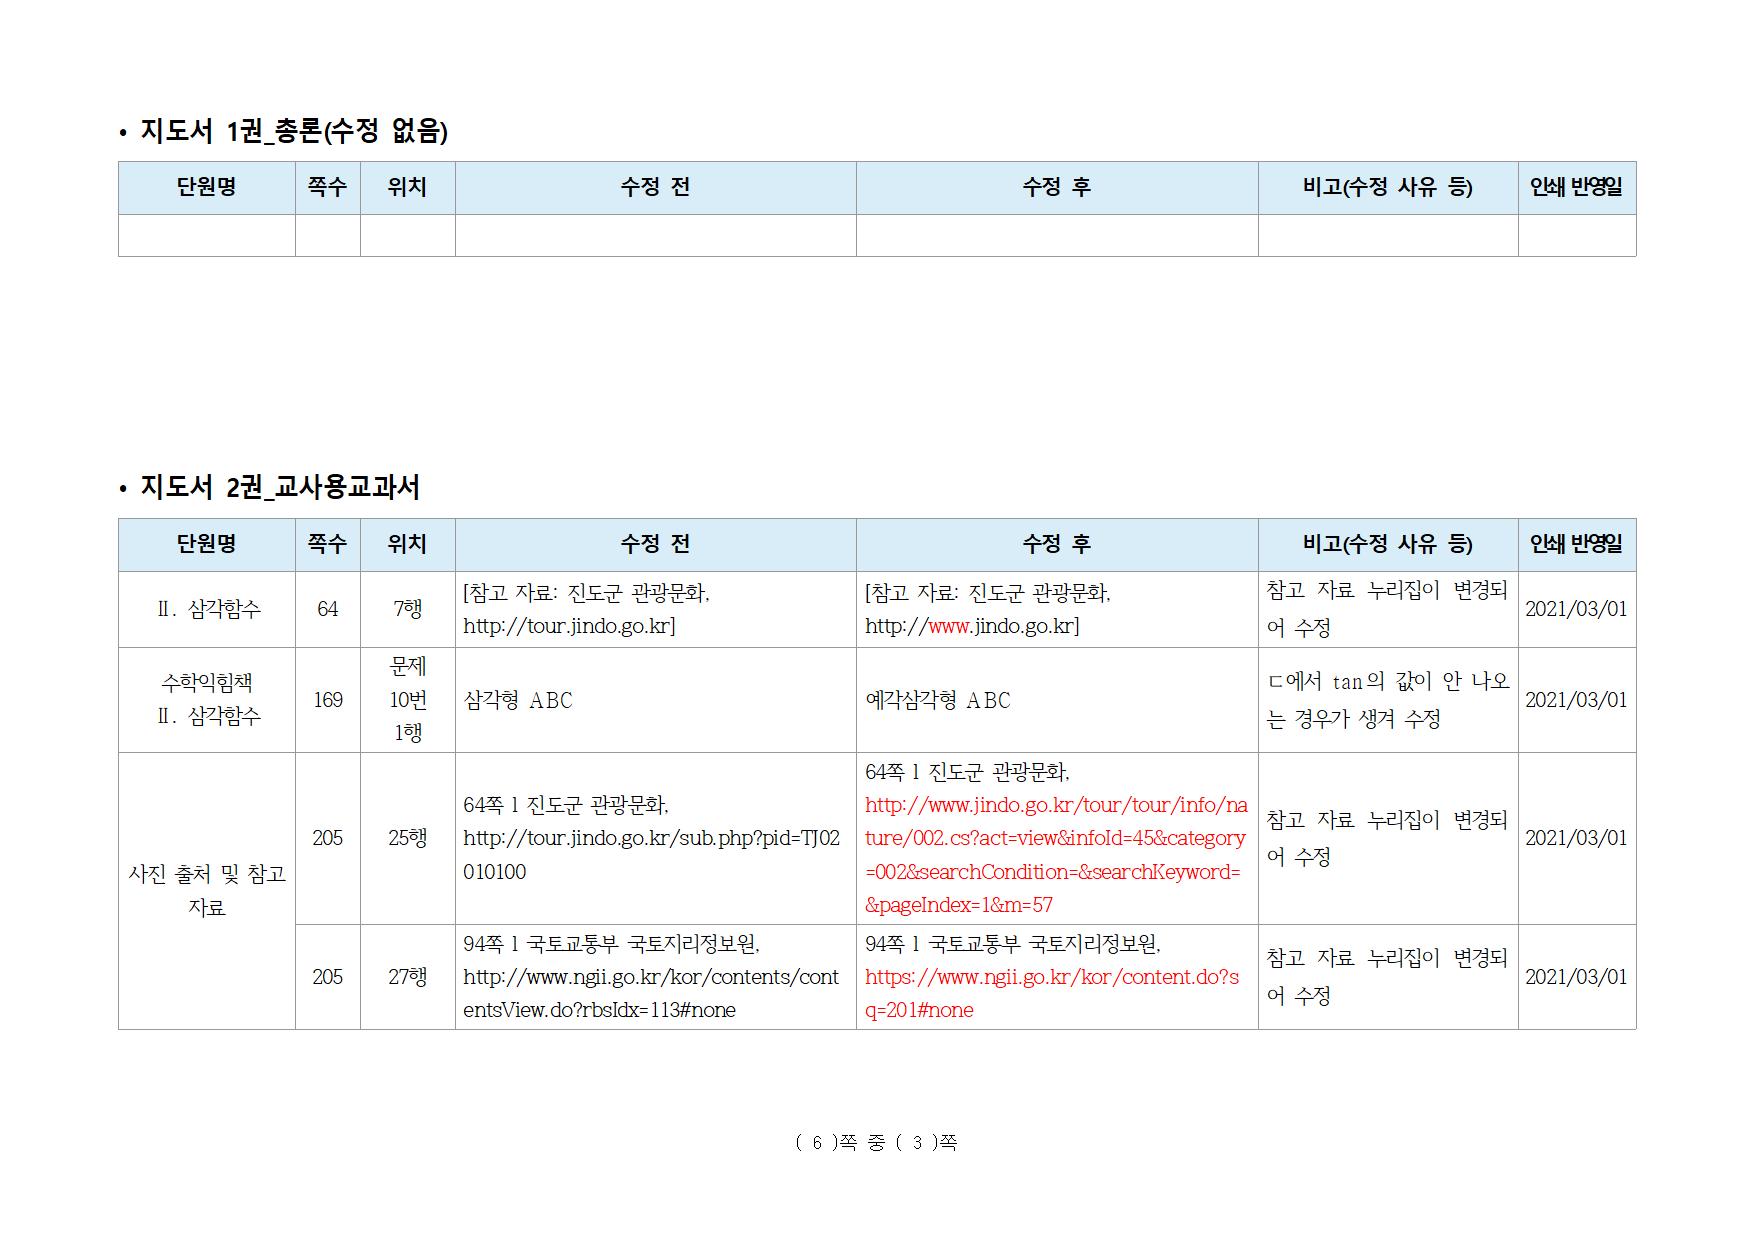 • 지도서 1권_총론(수정 없음)
단원명 쪽수 위치 수정 전 수정 후 비고(수정 사유 등) 인쇄 반영일
• 지도서 2권_교사용교과서
단원명 쪽수 위치 수정 전 수정 후 비고(수정 사유 등) 인쇄 반영일
Ⅱ. 삼각함수
64
7행
[참고 자료: 진도군 관광문화,
http://tour.jindo.go.kr]
[참고 자료: 진도군 관광문화,
http://www.jindo.go.kr]
참고 자료 누리집이 변경되
어 수정
2021/03/01
수학익힘책
Ⅱ. 삼각함수
169
문제
10번
1행
삼각형 ABC
예각삼각형 ABC
ㄷ에서 tan의 값이 안 나오
는 경우가 생겨 수정
2021/03/01
사진 출처 및 참고
자료
205
25행
64쪽 l 진도군 관광문화,
http://tour.jindo.go.kr/sub.php?pid=TJ02
010100
64쪽 l 진도군 관광문화,
http://www.jindo.go.kr/tour/tour/info/na
ture/002.cs?act=view&infoId=45&category
=002&searchCondition=&searchKeyword=
&pageIndex=1&m=57
참고 자료 누리집이 변경되
어 수정
2021/03/01
205
27행
94쪽 l 국토교통부 국토지리정보원,
http://www.ngii.go.kr/kor/contents/cont
entsView.do?rbsIdx=113#none
94쪽 l 국토교통부 국토지리정보원,
https://www.ngii.go.kr/kor/content.do?s
q=201#none
참고 자료 누리집이 변경되
어 수정
2021/03/01
( 6 )쪽 중 ( 3 )쪽